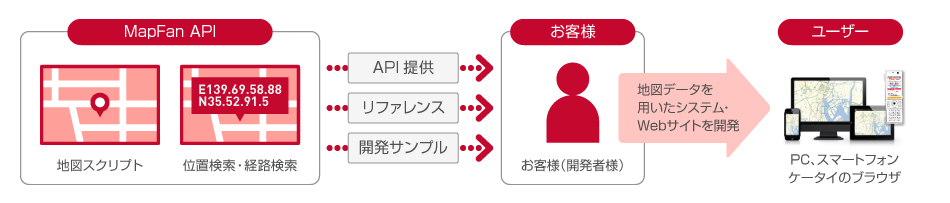 MapFan API
E139.69.58.88
N35.52.91.5
地図スクリプト
位置検索・経路検索
API 提供
リファレンス
開発サンプル
お客様
お客様(開発者様)
地図データを
用いたシステム・
Webサイトを開発
ユーザー
PC、スマートフォン
ケータイのブラウザ